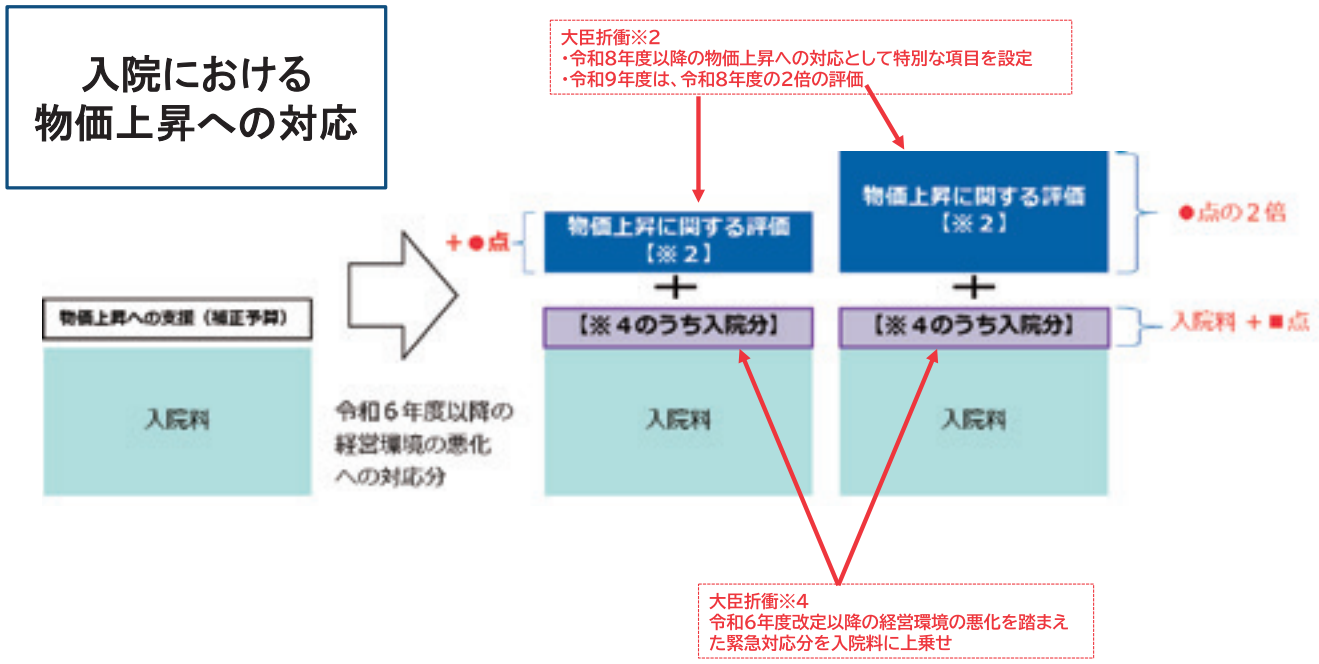 入院における
物価上昇への対応
大臣折衝※2
・令和8年度以降の物価上昇への対応として特別な項目を設定
・令和9年度は、令和8年度の2倍の評価
物価上昇に関する評価
【※2】
●点の2倍
+●点
物価上昇に関する評価
【※2】
+
+
物価上昇への支援（補正予算）
【※4のうち入院分】
【※4のうち入院分】
入院料+■点
入院料
令和6年度以降の
経営環境の悪化
への対応分
入院料
入院料
大臣折衝※4
令和6年度改定以降の経営環境の悪化を踏まえ
た緊急対応分を入院料に上乗せ